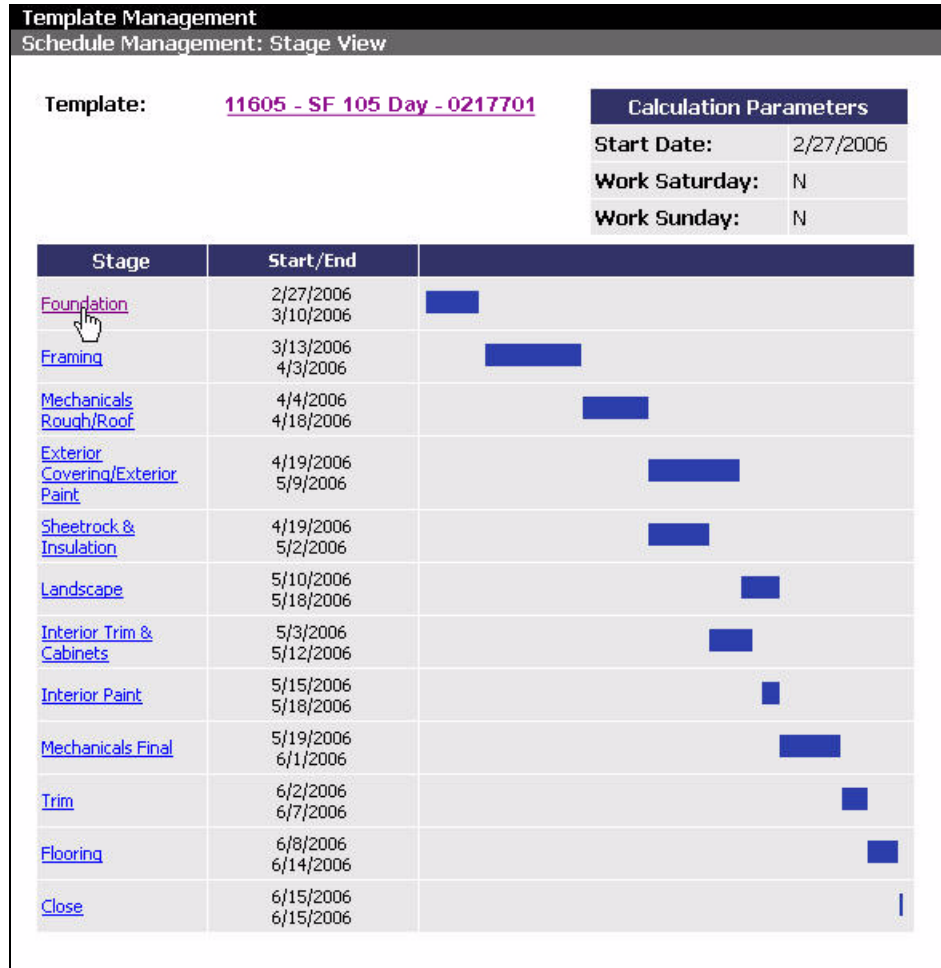 Template Management
Schedule Management: Stage View
Template: 11605 - SF 105 Day - 0217701
Calculation Parameters
Start Date: 2/27/2006
Work Saturday: N
Work Sunday: N
Stage Start/End
Foundation
2/27/2006
3/10/2006
Framing
3/13/2006
4/3/2006
Mechanicals
Rough/Roof
4/4/2006
4/18/2006
Exterior
Covering/Exterior
Paint
4/19/2006
5/9/2006
Sheetrock &
Insulation
4/19/2006
5/2/2006
Landscape
5/10/2006
5/18/2006
Interior Trim &
Cabinets
5/3/2006
5/12/2006
Interior Paint
5/15/2006
5/18/2006
Mechanicals Final
5/19/2006
6/1/2006
Trim
6/2/2006
6/7/2006
Flooring
6/8/2006
6/14/2006
Close
6/15/2006
6/15/2006